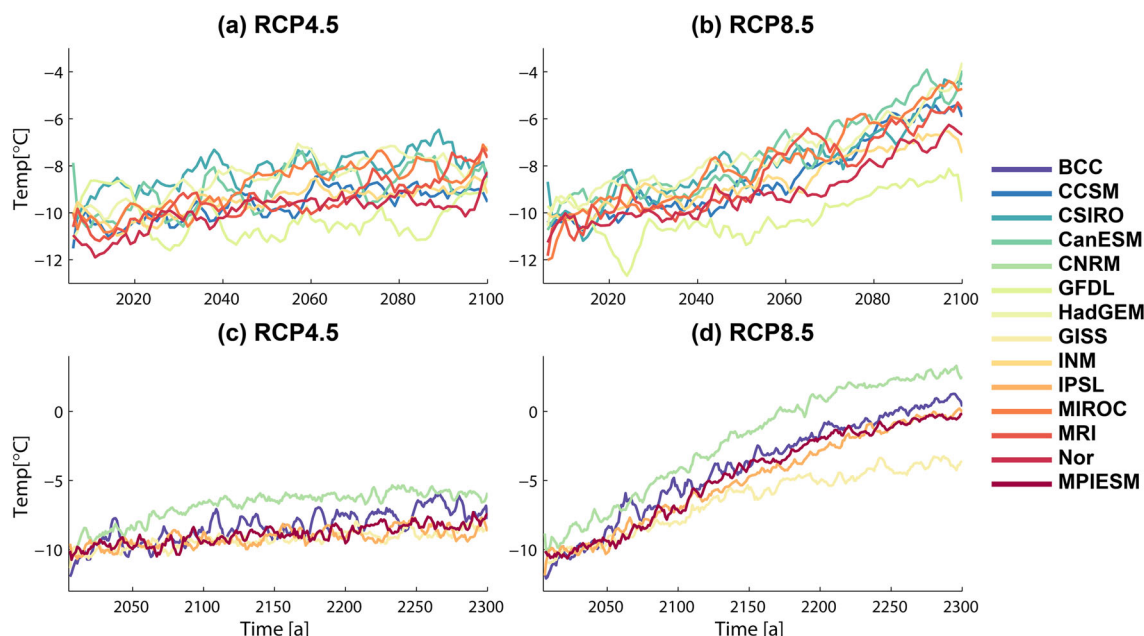 (a) RCP4.5
(b) RCP8.5
Temp[°C]
−4
−6
−8
−10
−12
2020
2040
2060
2080
2100
−4
−6
−8
−10
−12
2020
2040
2060
2080
2100
(c) RCP4.5
(d) RCP8.5
Temp[°C]
0
−5
−10
2050
2100
2150
2200
2250
2300
Time [a]
0
−5
−10
2050
2100
2150
2200
2250
2300
Time [a]
BCC
CCSM
CSIRO
CanESM
CNRM
GFDL
HadGEM
GISS
INM
IPSL
MIROC
MRI
Nor
MPIESM